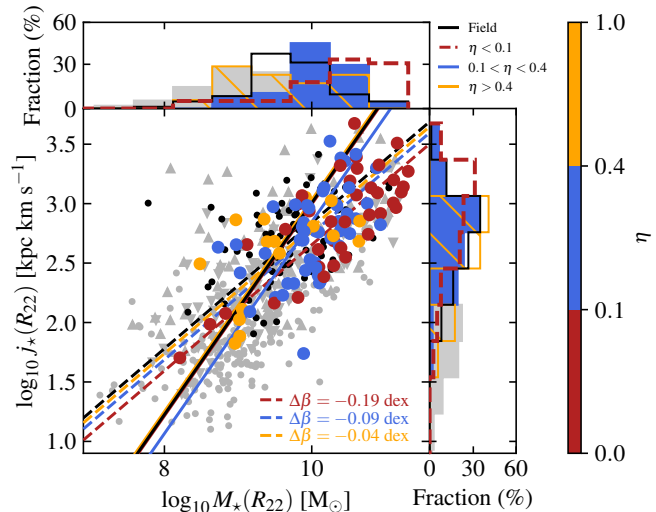 60
30
0
Fraction (%)
Field
η < 0.1
0.1 < η < 0.4
η > 0.4
1.0
0.4
0.1
0.0
η
3.5
3.0
2.5
2.0
1.5
1.0
log₁₀ j⋆(R₂₂) [kpc km s⁻¹]
Δβ = −0.19 dex
Δβ = −0.09 dex
Δβ = −0.04 dex
8
10
0
30
60
log₁₀ M⋆(R₂₂) [M☉]
Fraction (%)